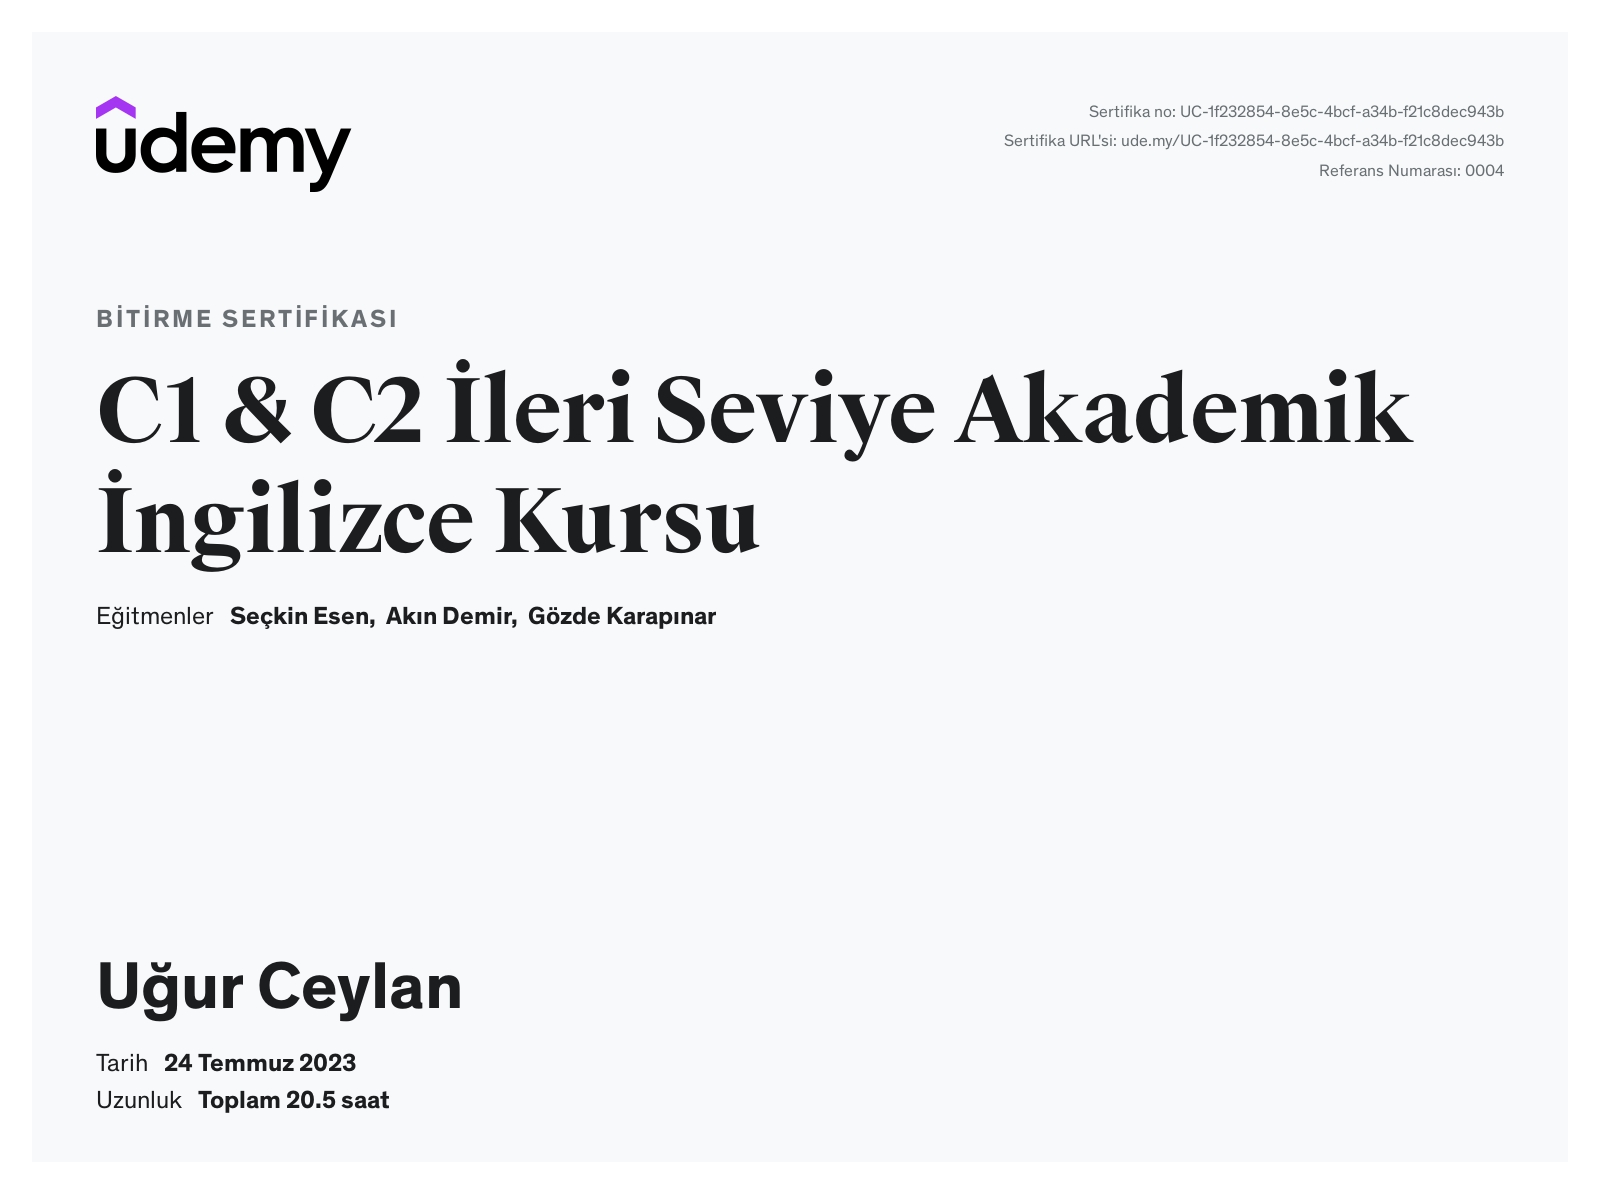 udemy
Sertifika no: UC-1f232854-8e5c-4bcf-a34b-f21c8dec943b
Sertifika URL'si: ude.my/UC-1f232854-8e5c-4bcf-a34b-f21c8dec943b
Referans Numarası: 0004
BİTİRME SERTİFİKASI
C1 & C2 İleri Seviye Akademik
İngilizce Kursu
Eğitmenler Seçkin Esen, Akın Demir, Gözde Karapınar
Uğur Ceylan
Tarih 24 Temmuz 2023
Uzunluk Toplam 20.5 saat